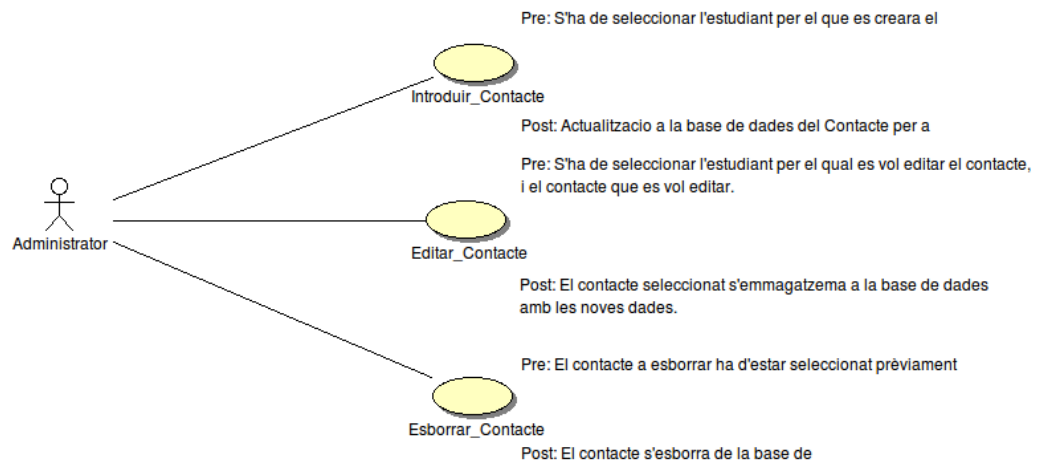 Pre: S'ha de seleccionar l'estudiant per el que es creara el
Introduir_Contacte
Post: Actualitzacio a la base de dades del Contacte per a
Pre: S'ha de seleccionar l'estudiant per el qual es vol editar el contacte,
i el contacte que es vol editar.
Administrator
Editar_Contacte
Post: El contacte seleccionat s'emmagatzema a la base de dades
amb les noves dades.
Pre: El contacte a esborrar ha d'estar seleccionat prèviament
Esborrar_Contacte
Post: El contacte s'esborra de la base de